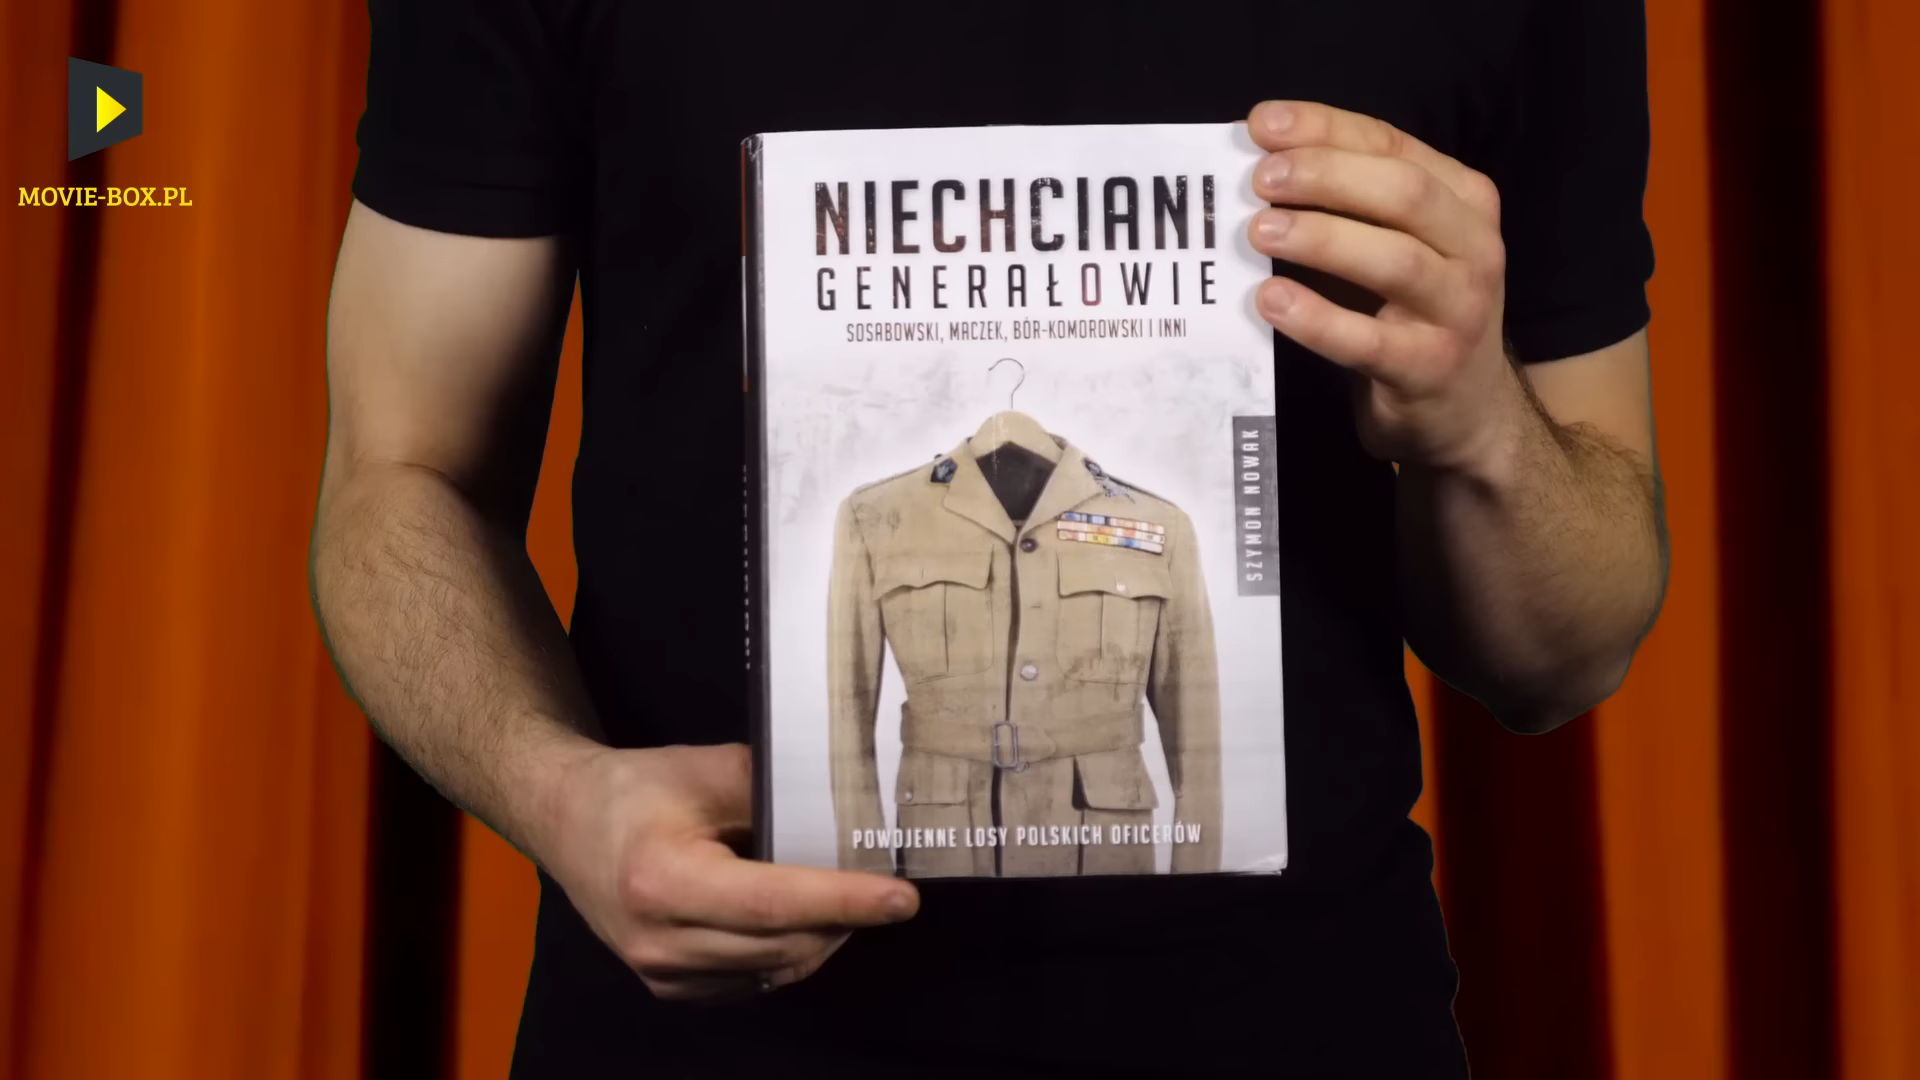 MOVIE-BOX.PL
NIECHCIANI
GENERAŁOWIE
SOSABOWSKI, MACZEK, BÓR-KOMOROWSKI I INNI
SZYMON NOWAK
POWOJENNE LOSY POLSKICH OFICERÓW